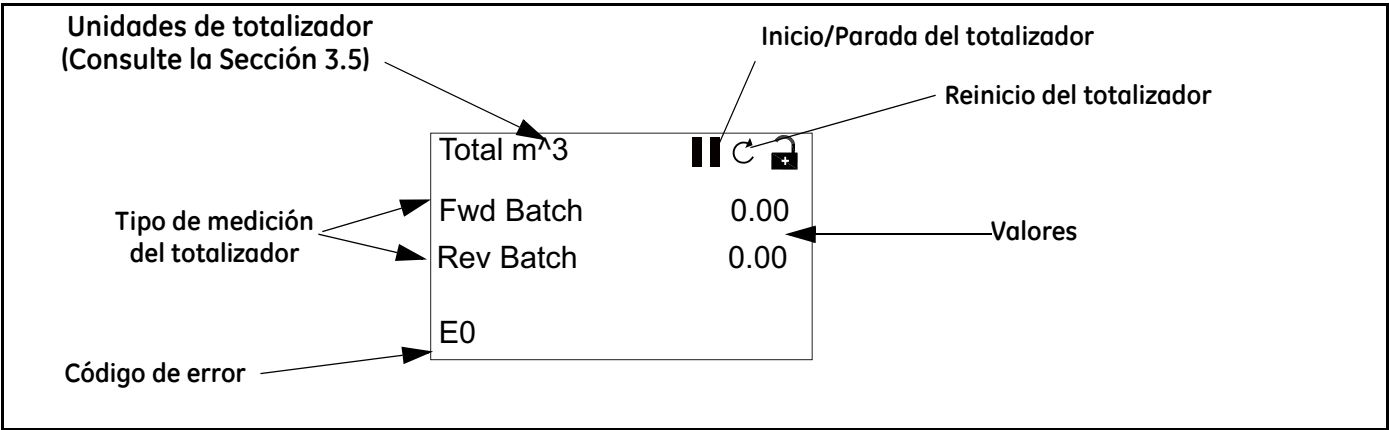 Unidades de totalizador
(Consulte la Sección 3.5)
Inicio/Parada del totalizador
Reinicio del totalizador
Total m^3
Tipo de medición
del totalizador
Fwd Batch 0.00
Rev Batch 0.00
Valores
E0
Código de error